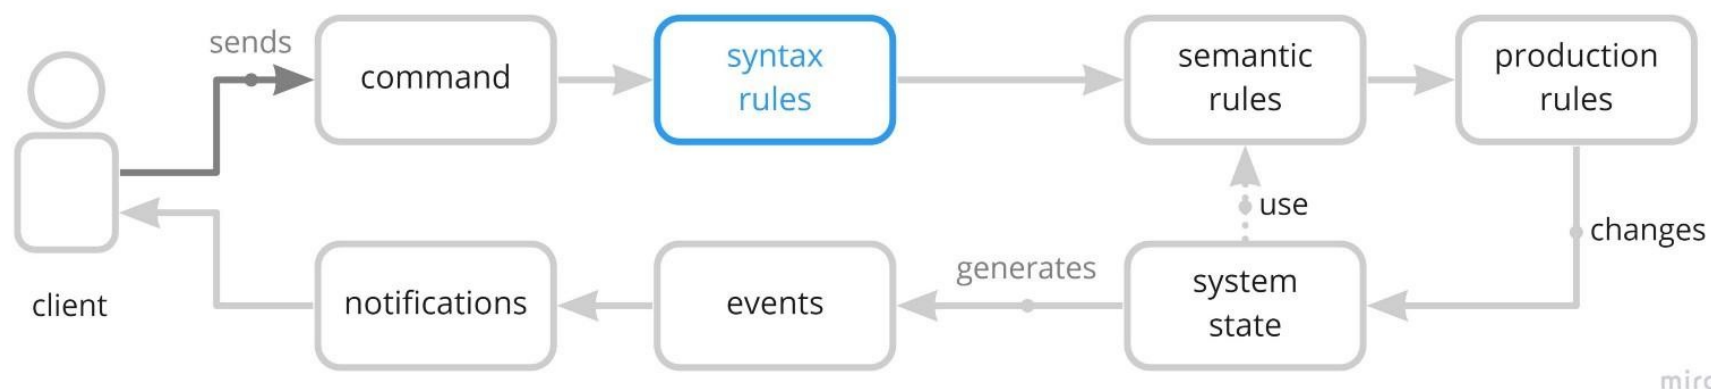 sends
command
syntax
rules
semantic
rules
production
rules
use
changes
client
notifications
events
generates
system
state